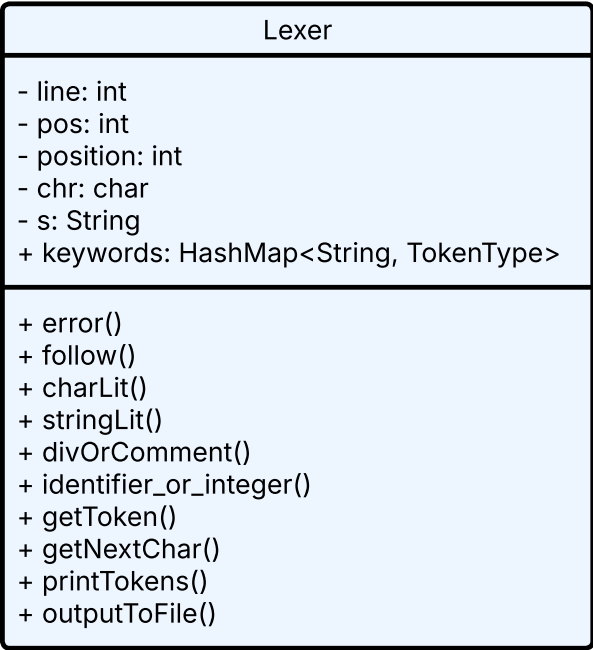 Lexer
- line: int
- pos: int
- position: int
- chr: char
- s: String
+ keywords: HashMap<String, TokenType>
+ error()
+ follow()
+ charLit()
+ stringLit()
+ divOrComment()
+ identifier_or_integer()
+ getToken()
+ getNextChar()
+ printTokens()
+ outputToFile()